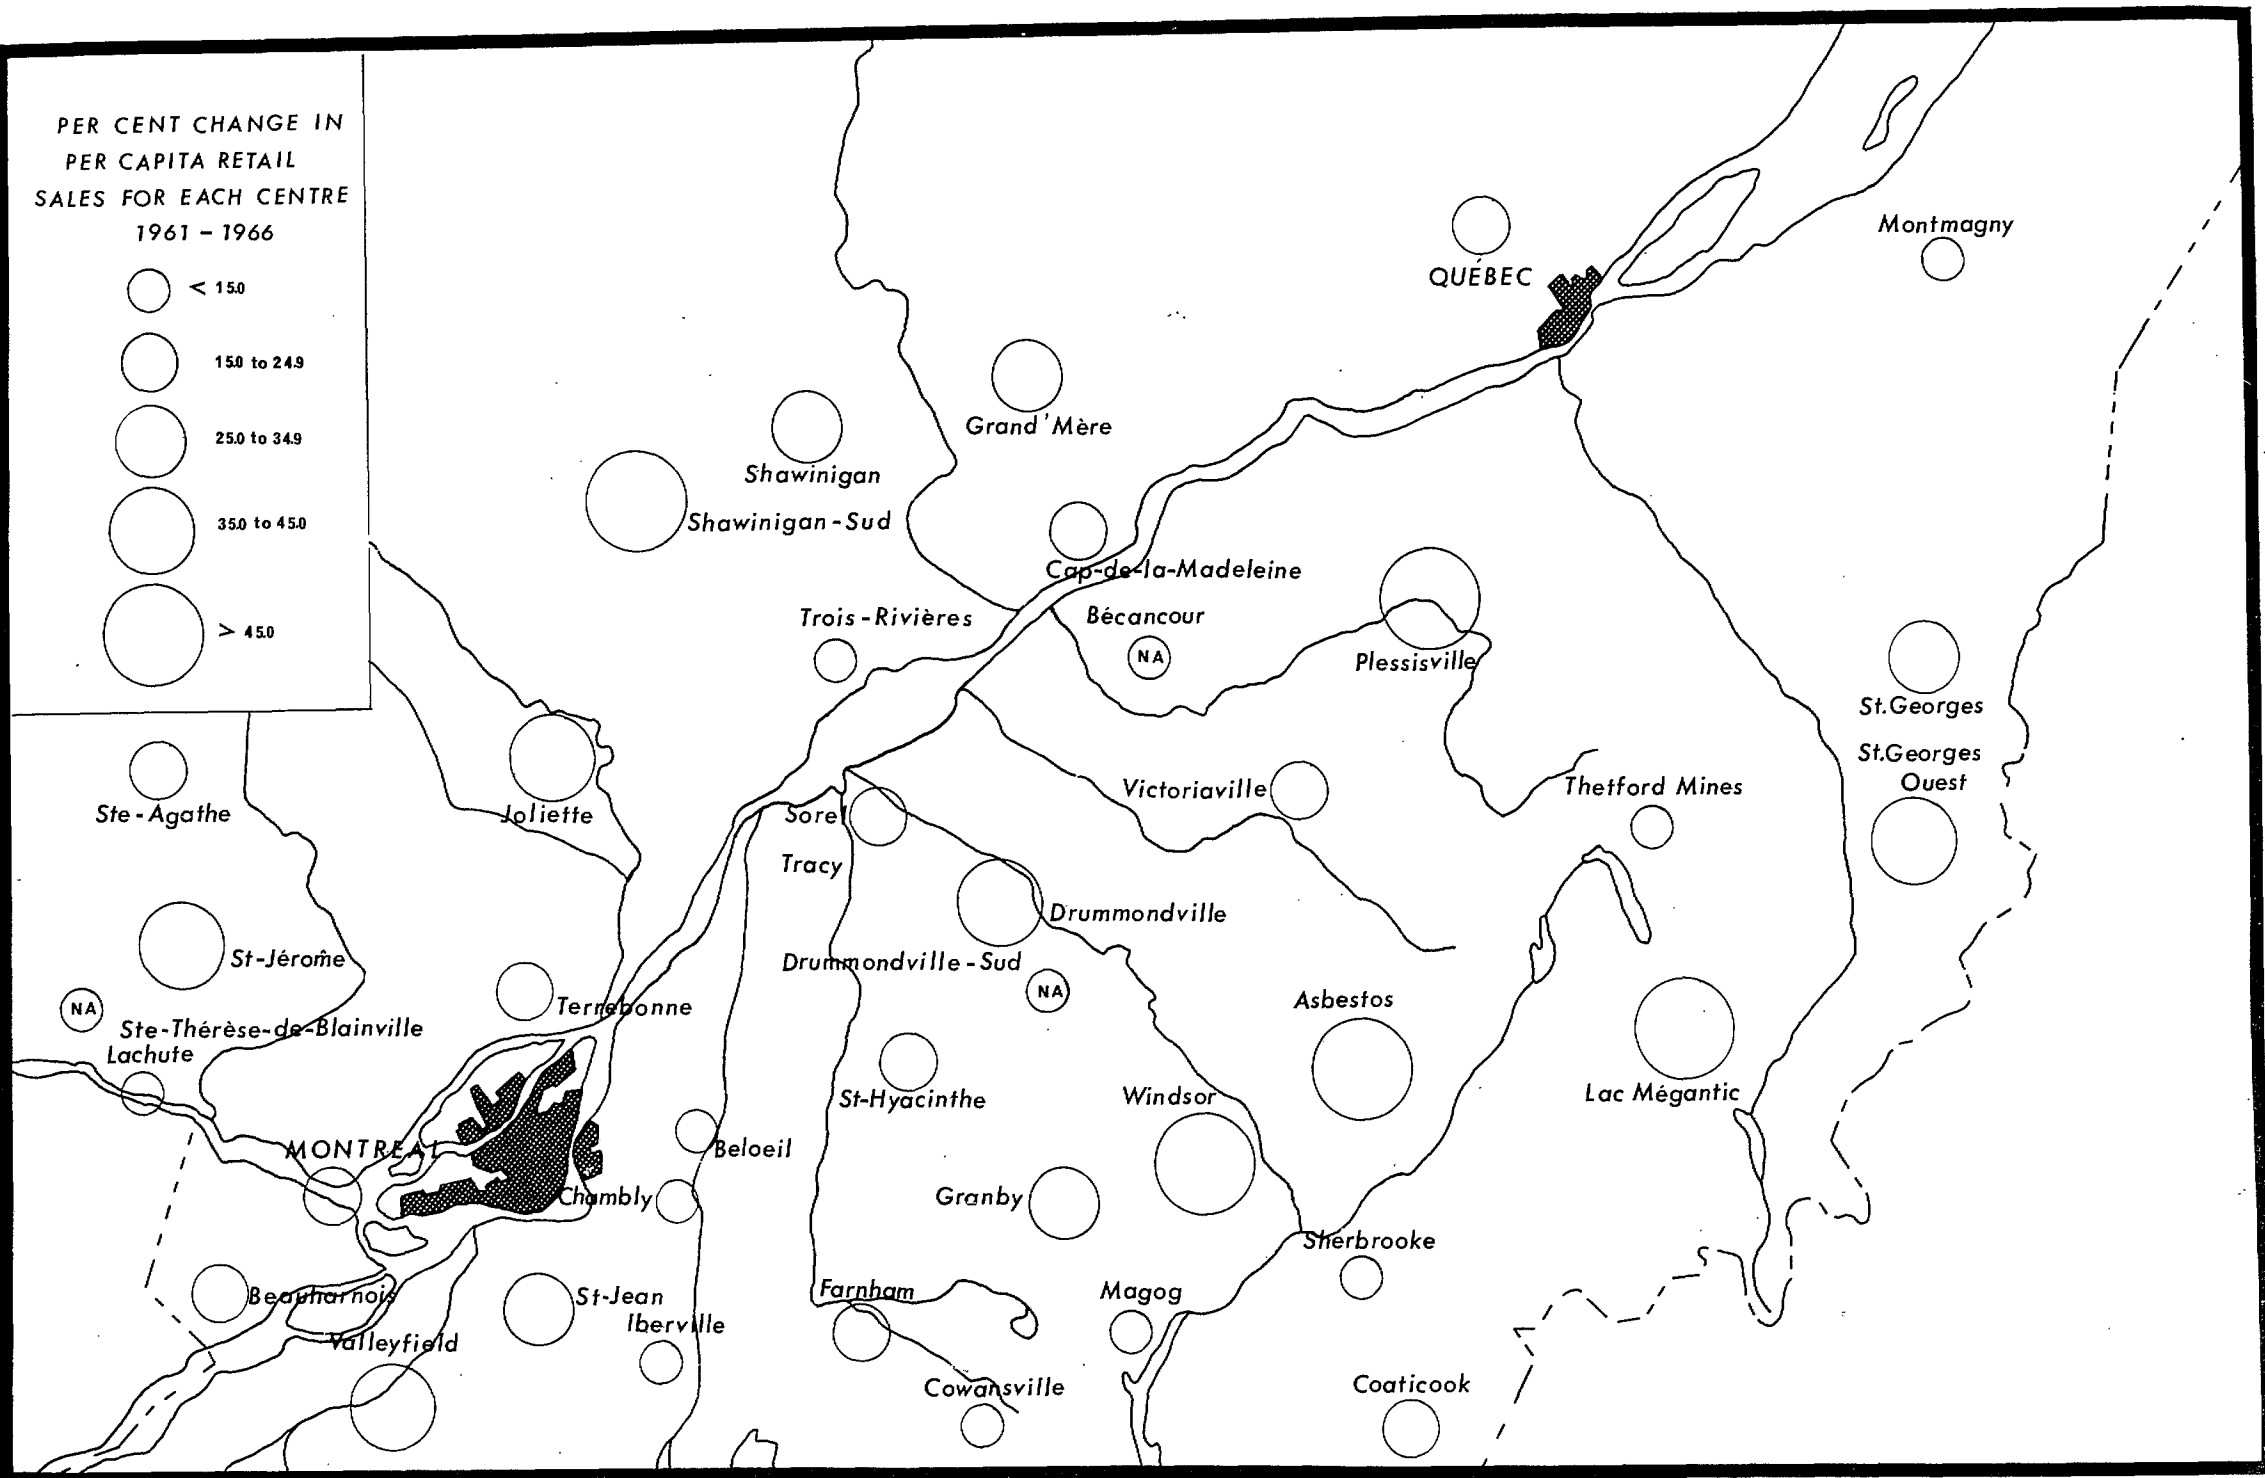 PER CENT CHANGE IN
PER CAPITA RETAIL
SALES FOR EACH CENTRE
1961 – 1966
< 15.0
15.0 to 24.9
25.0 to 34.9
35.0 to 45.0
> 45.0
Montmagny
QUÉBEC
Grand'Mère
Shawinigan
Shawinigan-Sud
Cap-de-la-Madeleine
Trois-Rivières
Bécancour
NA
Plessisville
St.Georges
St.Georges
Ouest
Victoriaville
Thetford Mines
Ste-Agathe
Joliette
Sorel
Tracy
Drummondville
St-Jérome
Drummondville-Sud
NA
NA
Terrebonne
Asbestos
Ste-Thérèse-de-Blainville
Lachute
St-Hyacinthe
Windsor
Lac Mégantic
MONTREAL
Beloeil
Chambly
Granby
Sherbrooke
Beauharnois
St-Jean
Farnham
Magog
Iberville
Valleyfield
Cowansville
Coaticook